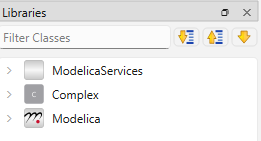 Libraries
Filter Classes
ModelicaServices
C Complex
Modelica